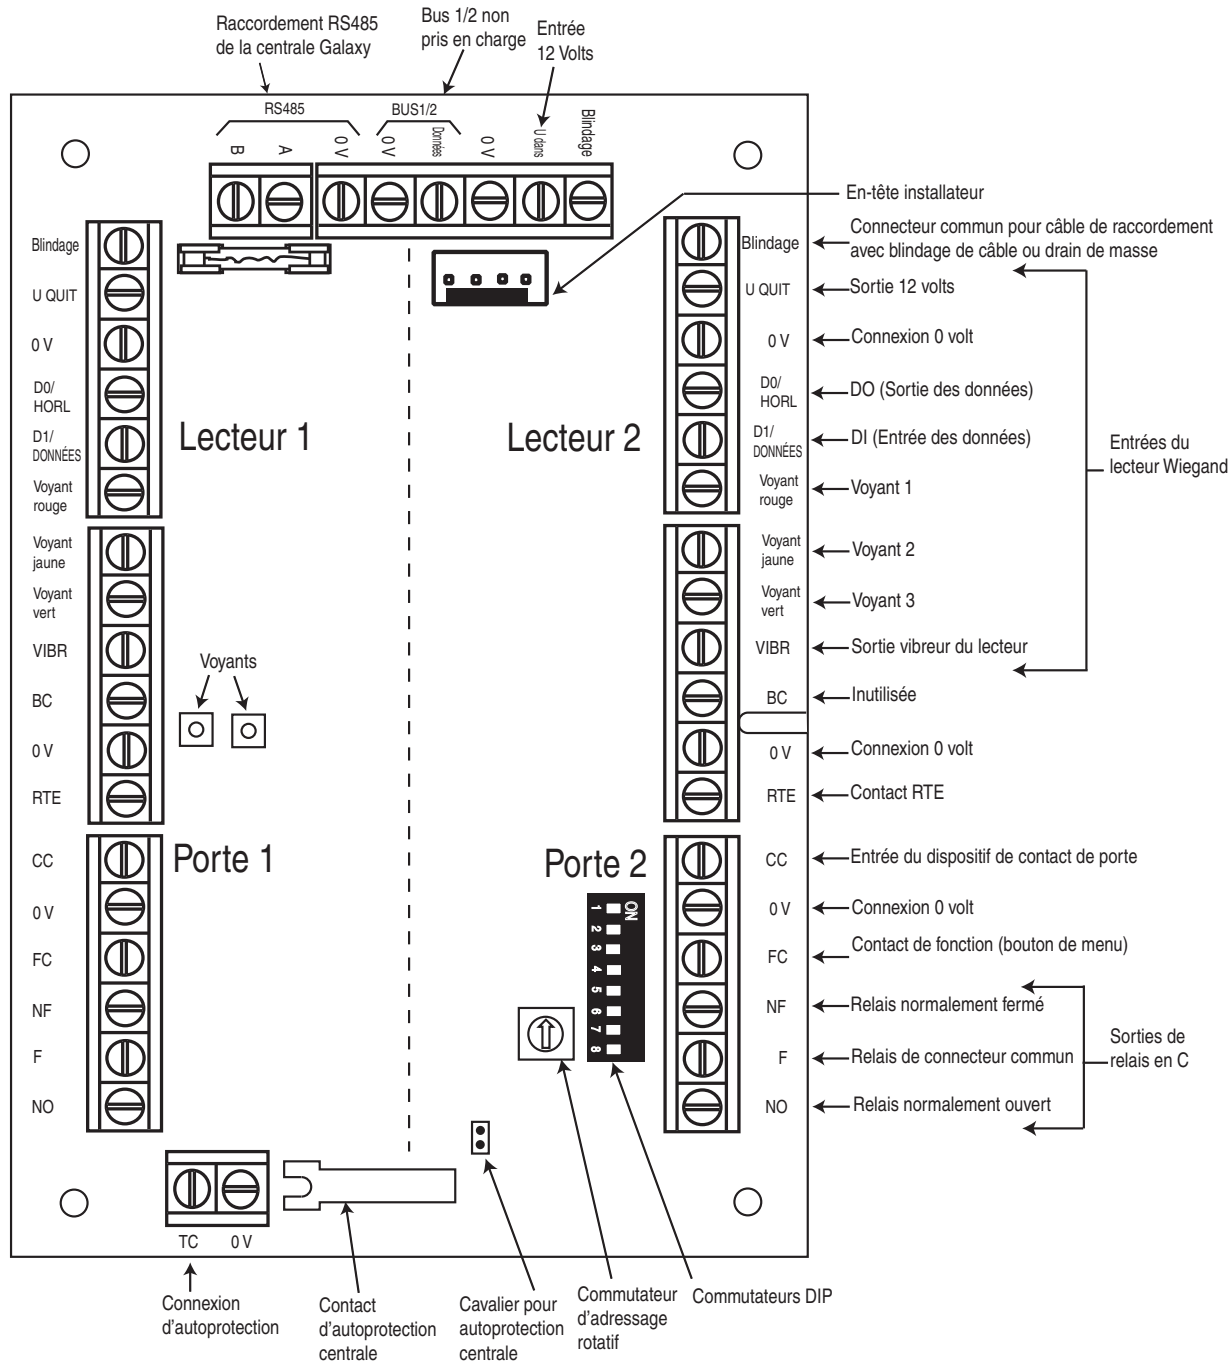 Raccordement RS485
de la centrale Galaxy
Bus 1/2 non
pris en charge
Entrée
12 Volts
RS485
BUS1/2
B
A
0 V
0 V
Données
0 V
U dans
Blindage
En-tête installateur
Blindage
U QUIT
0 V
D0/
HORL
D1/
DONNÉES
Voyant
rouge
Voyant
jaune
Voyant
vert
VIBR
BC
0 V
RTE
CC
0 V
FC
NF
F
NO
Lecteur 1
Lecteur 2
Voyants
Porte 1
Porte 2
ON
1
2
3
4
5
6
7
8
Blindage
Connecteur commun pour câble de raccordement
avec blindage de câble ou drain de masse
U QUIT
Sortie 12 volts
0 V
Connexion 0 volt
D0/
HORL
DO (Sortie des données)
D1/
DONNÉES
DI (Entrée des données)
Voyant
rouge
Voyant 1
Voyant
jaune
Voyant 2
Voyant
vert
Voyant 3
VIBR
Sortie vibreur du lecteur
BC
Inutilisée
0 V
Connexion 0 volt
RTE
Contact RTE
CC
Entrée du dispositif de contact de porte
0 V
Connexion 0 volt
FC
Contact de fonction (bouton de menu)
NF
Relais normalement fermé
F
Relais de connecteur commun
NO
Relais normalement ouvert
Entrées du
lecteur Wiegand
Sorties de
relais en C
TC
0 V
Connexion
d'autoprotection
Contact
d'autoprotection
centrale
Cavalier pour
autoprotection
centrale
Commutateur
d'adressage
rotatif
Commutateurs DIP